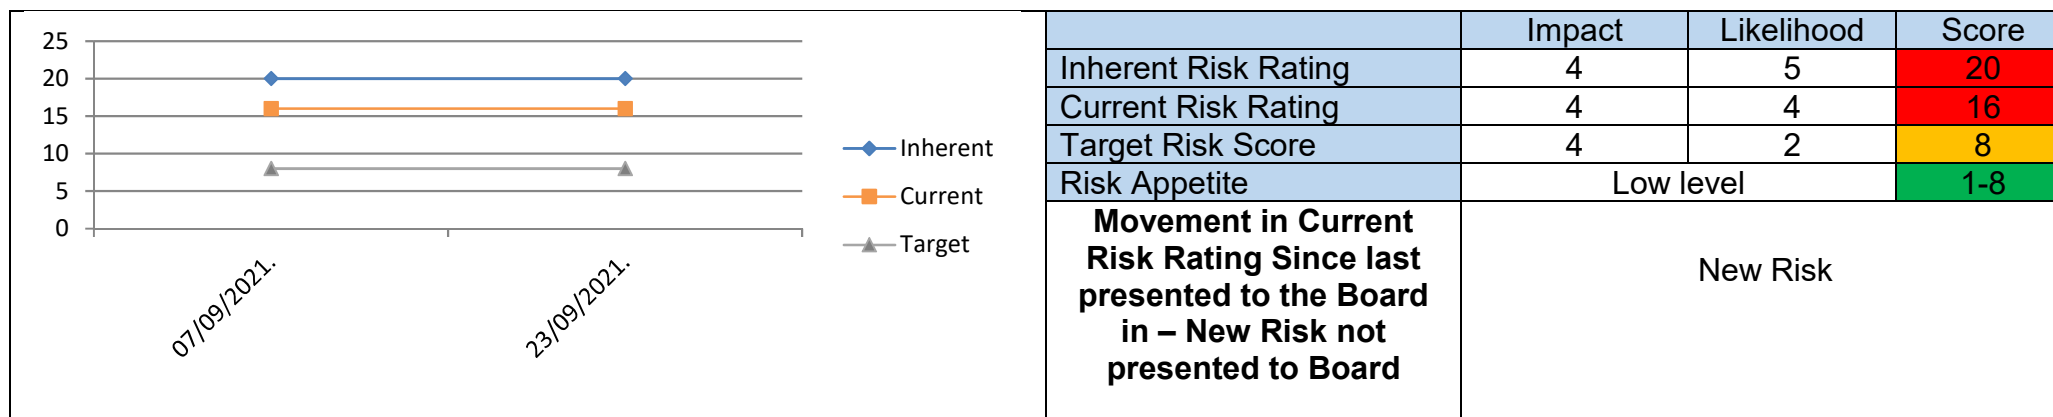 25
20
15
10
5
0
07/09/2021.
23/09/2021.
Inherent
Current
Target
Impact Likelihood Score
Inherent Risk Rating 4 5 20
Current Risk Rating 4 4 16
Target Risk Score 4 2 8
Risk Appetite Low level 1-8
Movement in Current
Risk Rating Since last
presented to the Board
in – New Risk not
presented to Board
New Risk